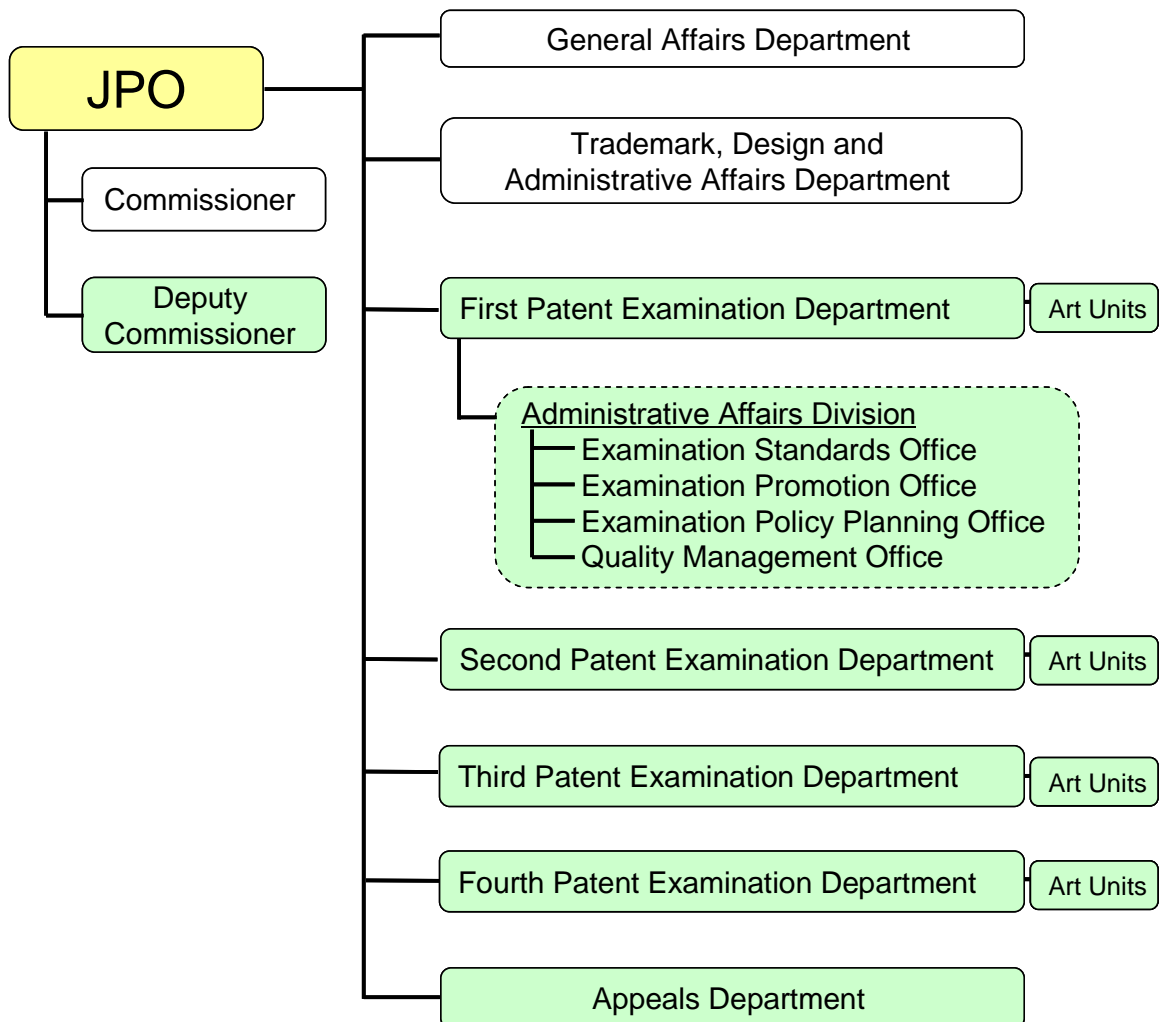 JPO
Commissioner
Deputy
Commissioner
General Affairs Department
Trademark, Design and
Administrative Affairs Department
First Patent Examination Department
Art Units
Administrative Affairs Division
Examination Standards Office
Examination Promotion Office
Examination Policy Planning Office
Quality Management Office
Second Patent Examination Department
Art Units
Third Patent Examination Department
Art Units
Fourth Patent Examination Department
Art Units
Appeals Department